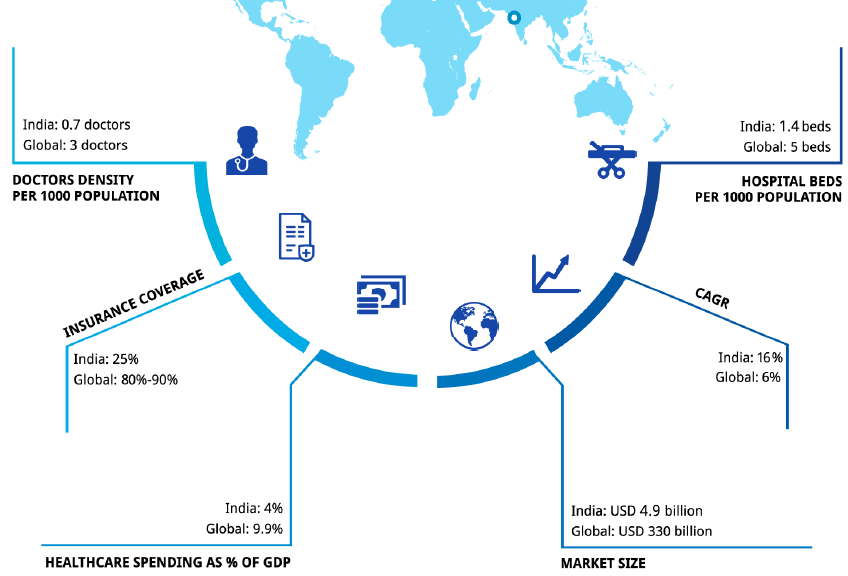 India: 0.7 doctors
Global: 3 doctors
DOCTORS DENSITY
PER 1000 POPULATION
India: 1.4 beds
Global: 5 beds
HOSPITAL BEDS
PER 1000 POPULATION
INSURANCE COVERAGE
India: 25%
Global: 80%-90%
CAGR
India: 16%
Global: 6%
India: 4%
Global: 9.9%
HEALTHCARE SPENDING AS % OF GDP
India: USD 4.9 billion
Global: USD 330 billion
MARKET SIZE